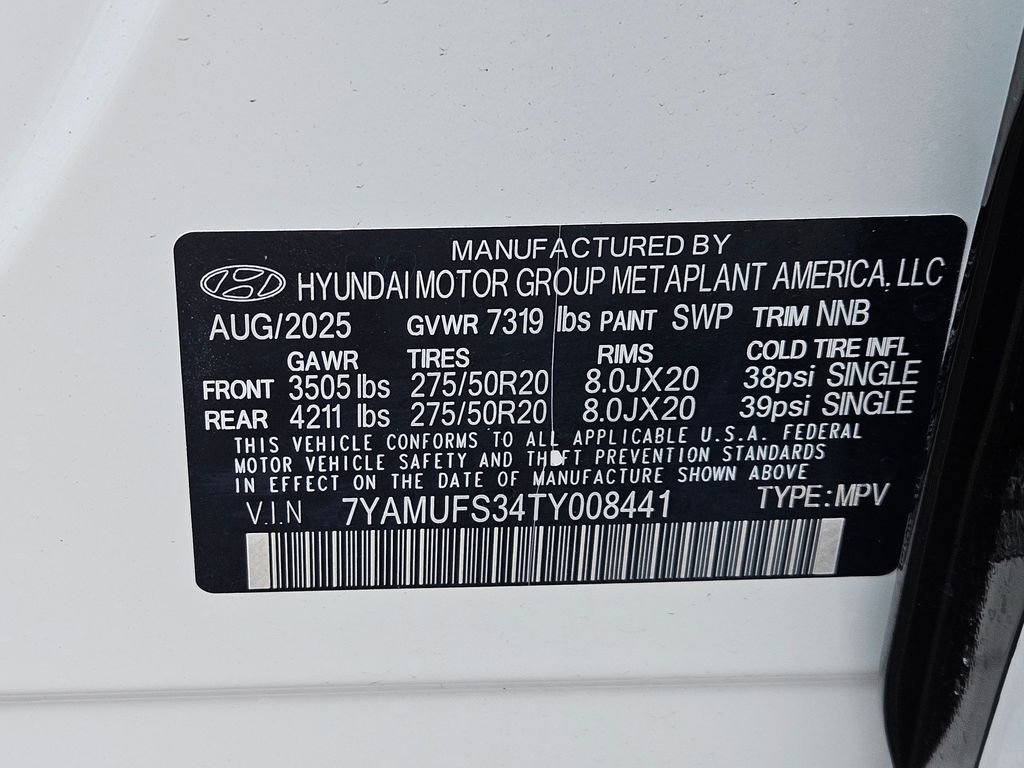 MANUFACTURED BY
HYUNDAI MOTOR GROUP METAPLANT AMERICA, LLC
AUG/2025 GVWR 7319 lbs PAINT SWP TRIM NNB
GAWR TIRES RIMS COLD TIRE INFL
FRONT 3505 lbs 275/50R20 8.0JX20 38psi SINGLE
REAR 4211 lbs 275/50R20 8.0JX20 39psi SINGLE
THIS VEHICLE CONFORMS TO ALL APPLICABLE U.S.A. FEDERAL
MOTOR VEHICLE SAFETY AND THEFT PREVENTION STANDARDS
IN EFFECT ON THE DATE OF MANUFACTURE SHOWN ABOVE
V.I.N 7YAMUFS34TY008441 TYPE: MPV